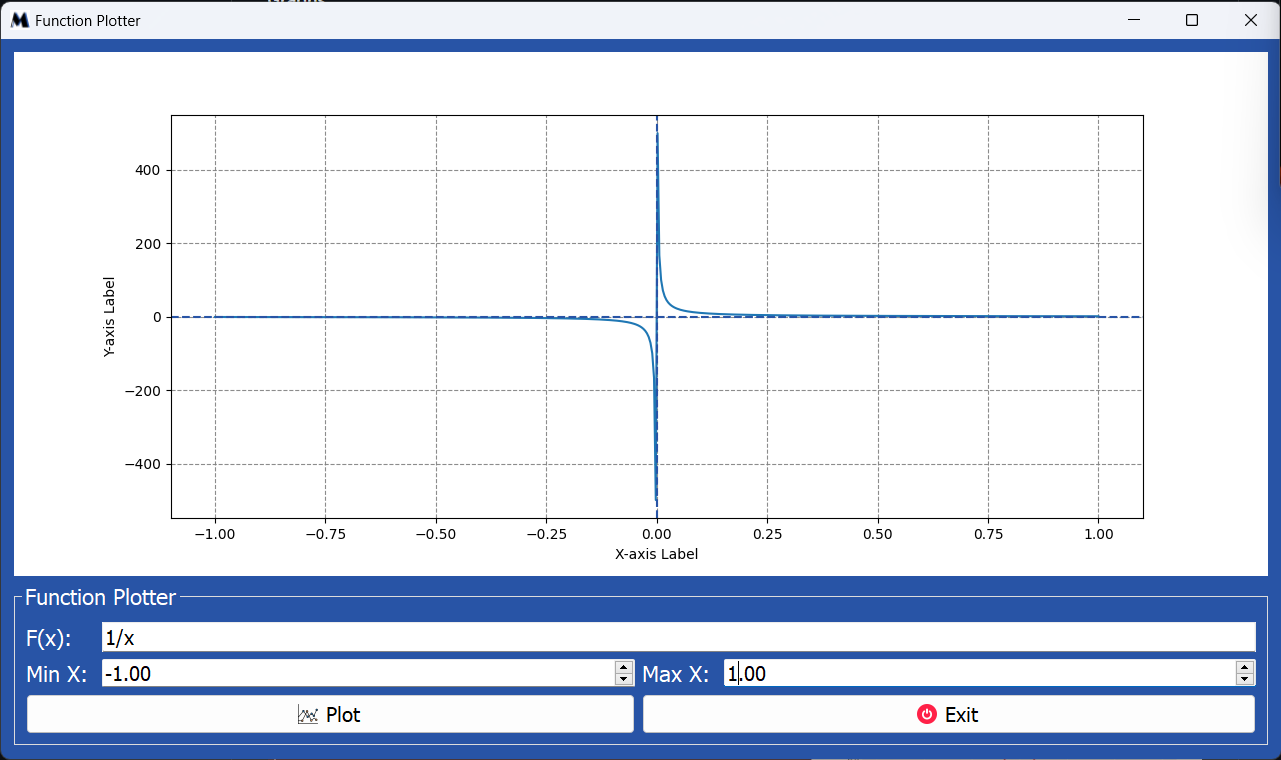 Function Plotter
400
200
0
−200
−400
Y-axis Label
−1.00 −0.75 −0.50 −0.25 0.00 0.25 0.50 0.75 1.00
X-axis Label
Function Plotter
F(x): 1/x
Min X: -1.00 Max X: 1.00
Plot Exit